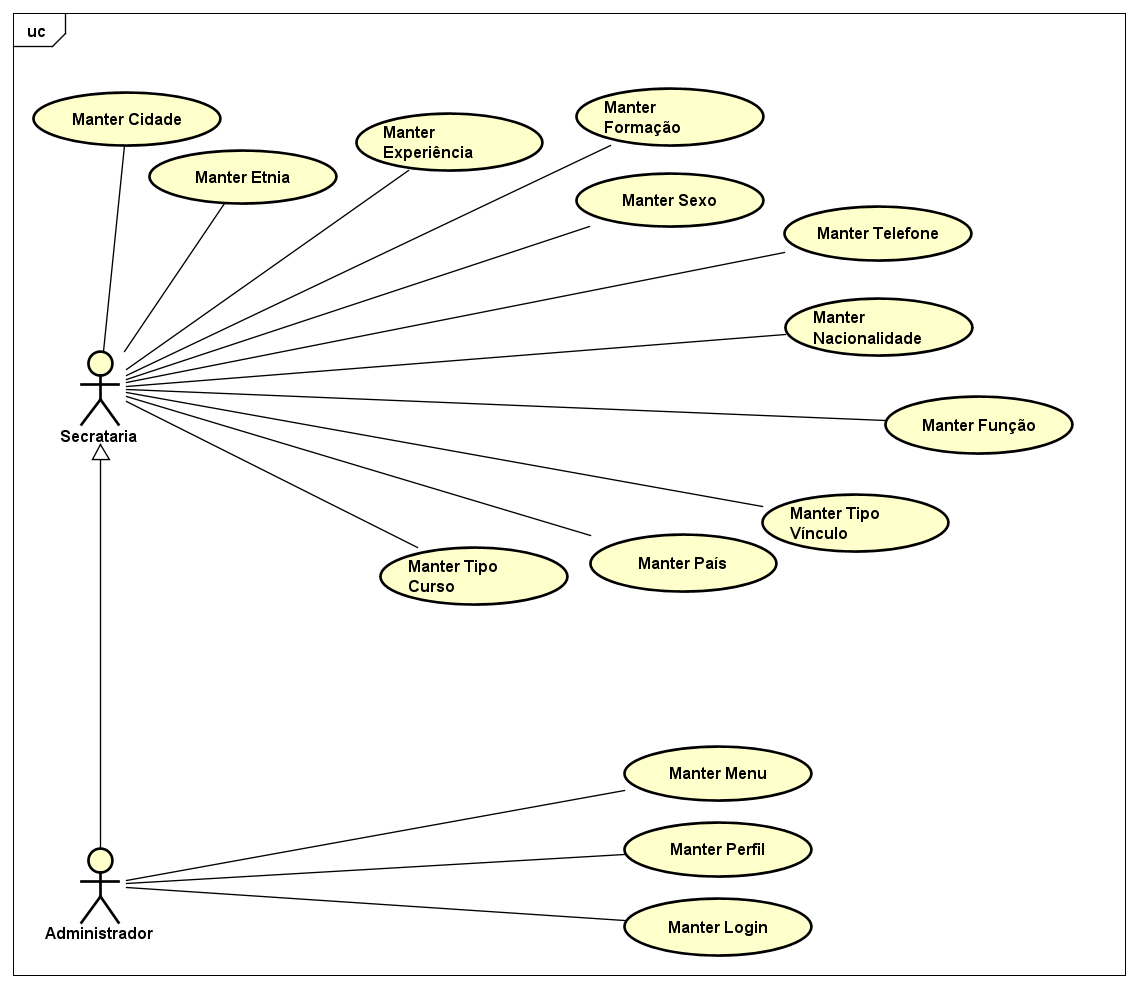 uc
Manter Cidade
Manter Etnia
Manter
Experiência
Manter
Formação
Manter Sexo
Manter Telefone
Manter
Nacionalidade
Manter Função
Secrataria
Manter Tipo
Vínculo
Manter País
Manter Tipo
Curso
Manter Menu
Manter Perfil
Manter Login
Administrador